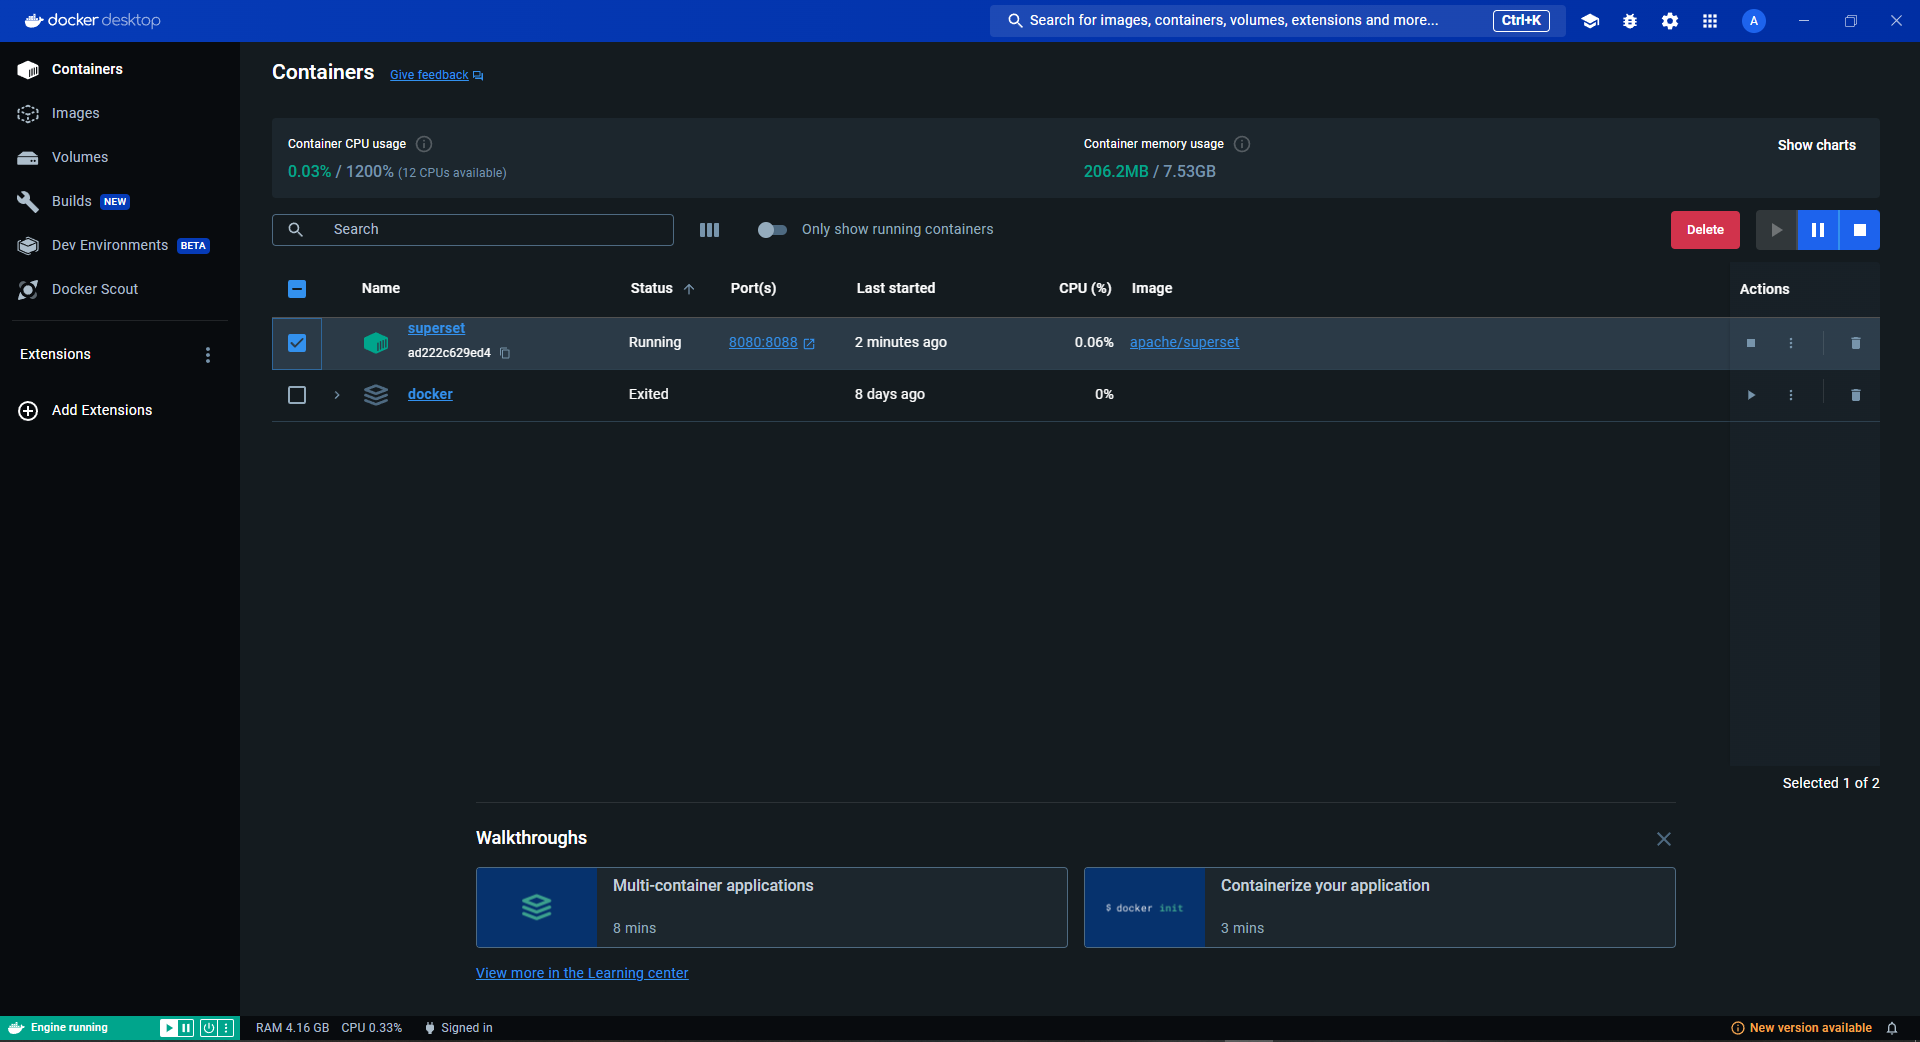 docker desktop
Search for images, containers, volumes, extensions and more... Ctrl+K
A
Containers
Images
Volumes
Builds NEW
Dev Environments BETA
Docker Scout
Extensions
Add Extensions
Containers Give feedback
Container CPU usage
0.03% / 1200% (12 CPUs available)
Container memory usage
206.2MB / 7.53GB
Show charts
Search
Only show running containers
Delete
Name Status Port(s) Last started CPU (%) Image Actions
superset
ad222c629ed4
Running 8080:8088 2 minutes ago 0.06% apache/superset
docker Exited 8 days ago 0%
Selected 1 of 2
Walkthroughs
Multi-container applications
8 mins
$ docker init
Containerize your application
3 mins
View more in the Learning center
Engine running
RAM 4.16 GB CPU 0.33% Signed in
New version available